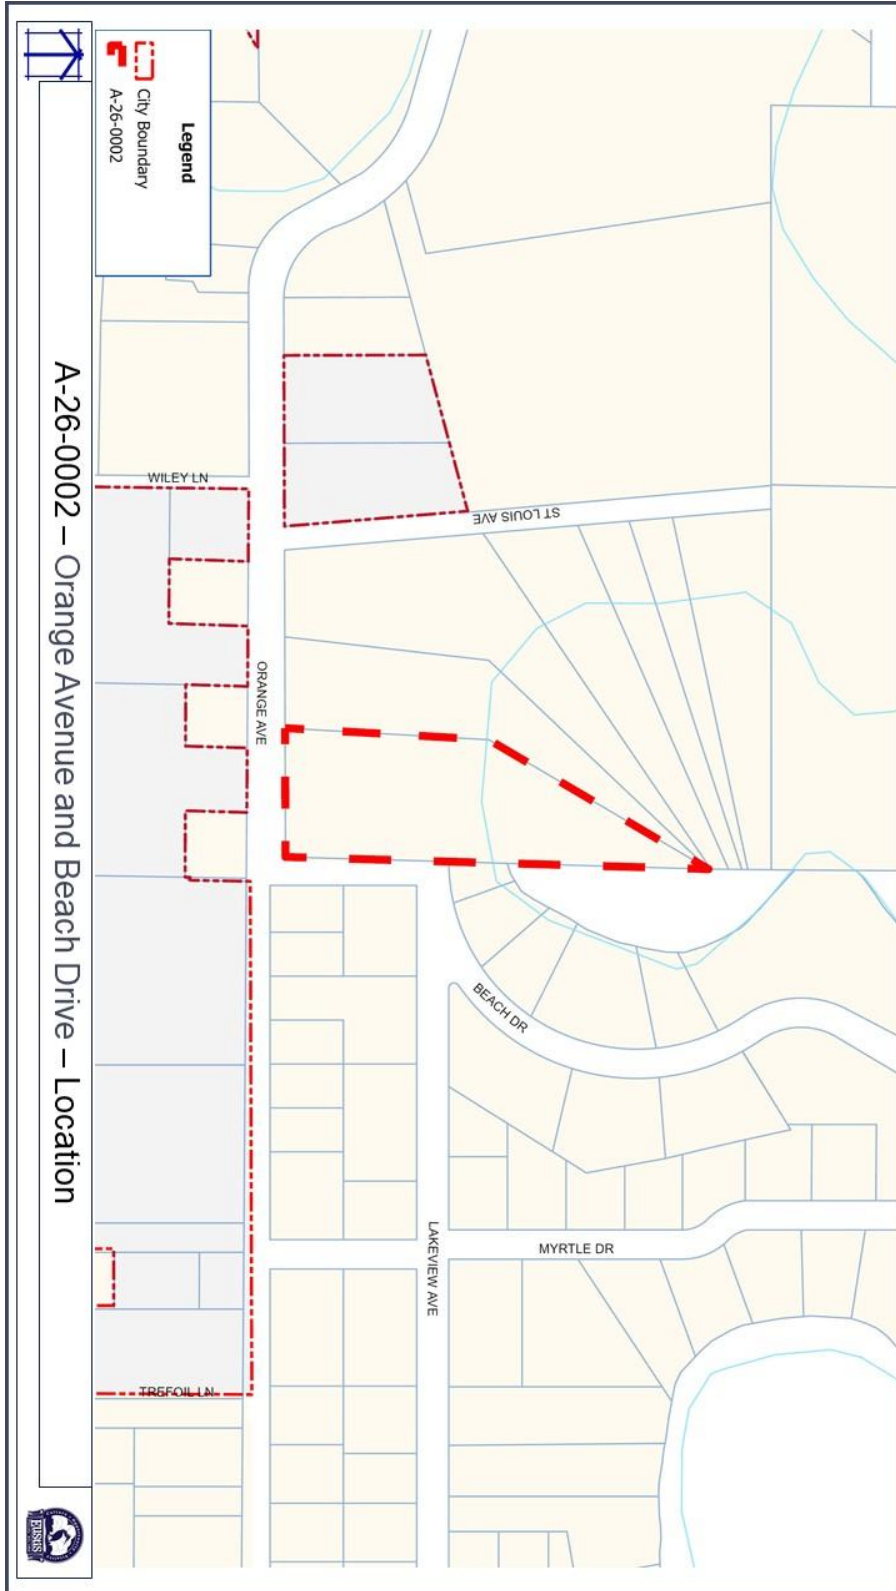 Legend
City Boundary
A-26-0002
WILEY LN
ST LOUIS AVE
ORANGE AVE
BEACH DR
LAKEVIEW AVE
MYRTLE DR
TREFOIL LN
A-26-0002 – Orange Avenue and Beach Drive – Location
EUSTIS